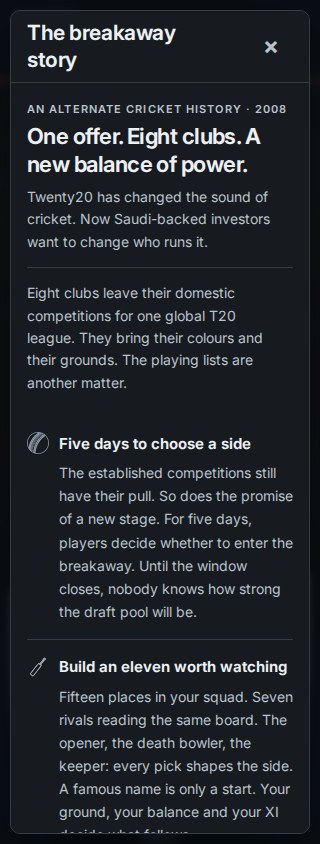 The breakaway
story
×
AN ALTERNATE CRICKET HISTORY · 2008
One offer. Eight clubs. A
new balance of power.
Twenty20 has changed the sound of
cricket. Now Saudi-backed investors
want to change who runs it.
Eight clubs leave their domestic
competitions for one global T20
league. They bring their colours and
their grounds. The playing lists are
another matter.
Five days to choose a side
The established competitions still
have their pull. So does the promise
of a new stage. For five days,
players decide whether to enter the
breakaway. Until the window
closes, nobody knows how strong
the draft pool will be.
Build an eleven worth watching
Fifteen places in your squad. Seven
rivals reading the same board. The
opener, the death bowler, the
keeper: every pick shapes the side.
A famous name is only a start. Your
ground, your balance and your XI
decide what follows.